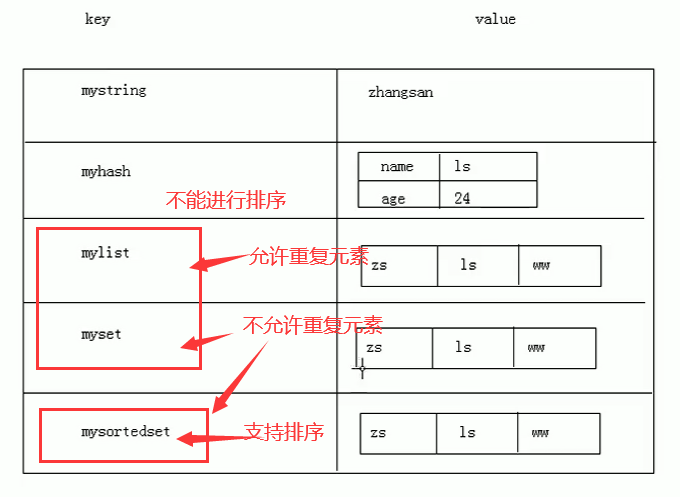 key value
mystring zhangsan
myhash name ls
age 24
不能进行排序
mylist 允许重复元素 zs ls ww
不允许重复元素
myset zs ls ww
mysortedset 支持排序 zs ls ww